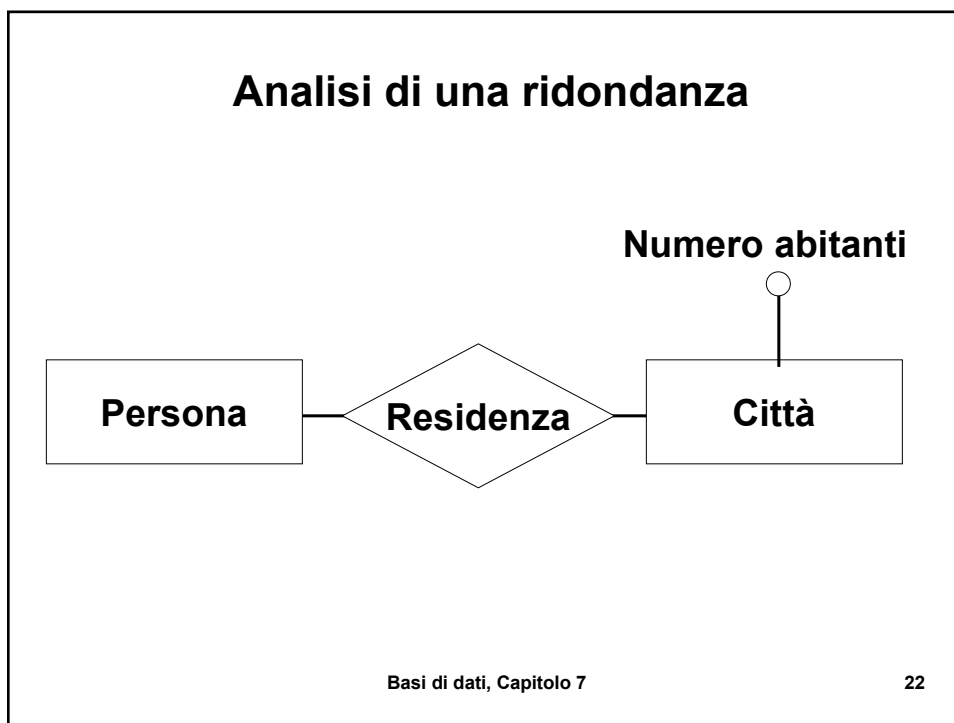 Analisi di una ridondanza
Numero abitanti
Persona
Residenza
Città
Basi di dati, Capitolo 7
22